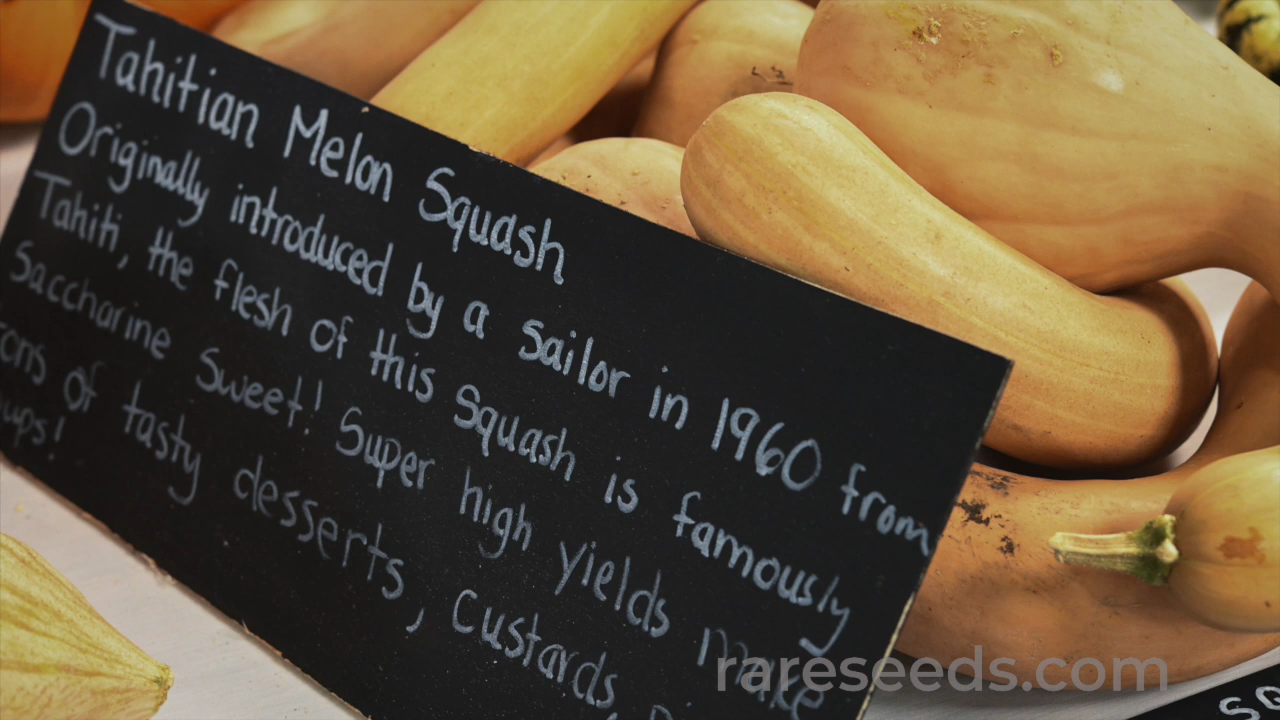 Tahitian Melon Squash
Originally introduced by a sailor in 1960 from
Tahiti, the flesh of this squash is famously
Saccharine Sweet! Super high yields make
of tasty desserts, Custards,
rareseeds.com